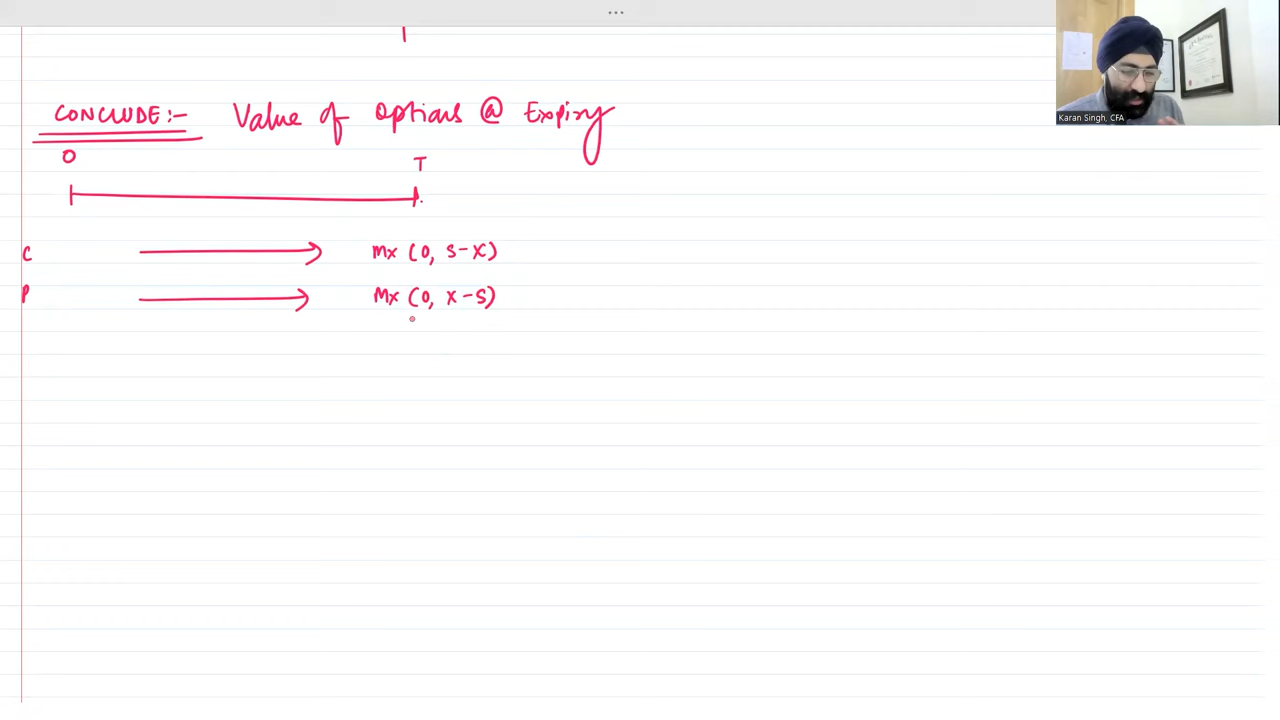 CONCLUDE:- Value of Options @ Expiry
0 T
C Mx (0, S-X)
P Mx (0, X-S)
Karan Singh, CFA